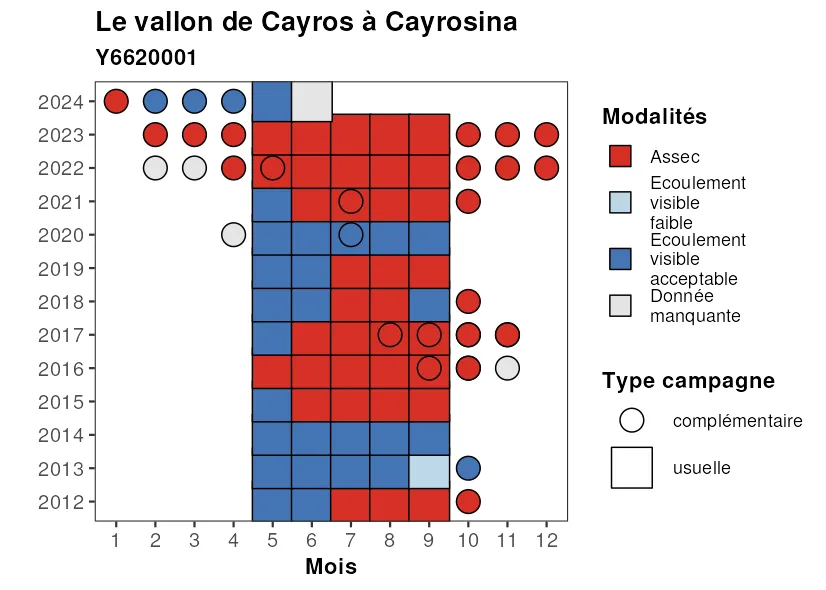 Le vallon de Cayros à Cayrosina
Y6620001
2024
2023
2022
2021
2020
2019
2018
2017
2016
2015
2014
2013
2012
1 2 3 4 5 6 7 8 9 10 11 12
Mois
Modalités
Assec
Ecoulement
visible
faible
Ecoulement
visible
acceptable
Donnée
manquante
Type campagne
complémentaire
usuelle